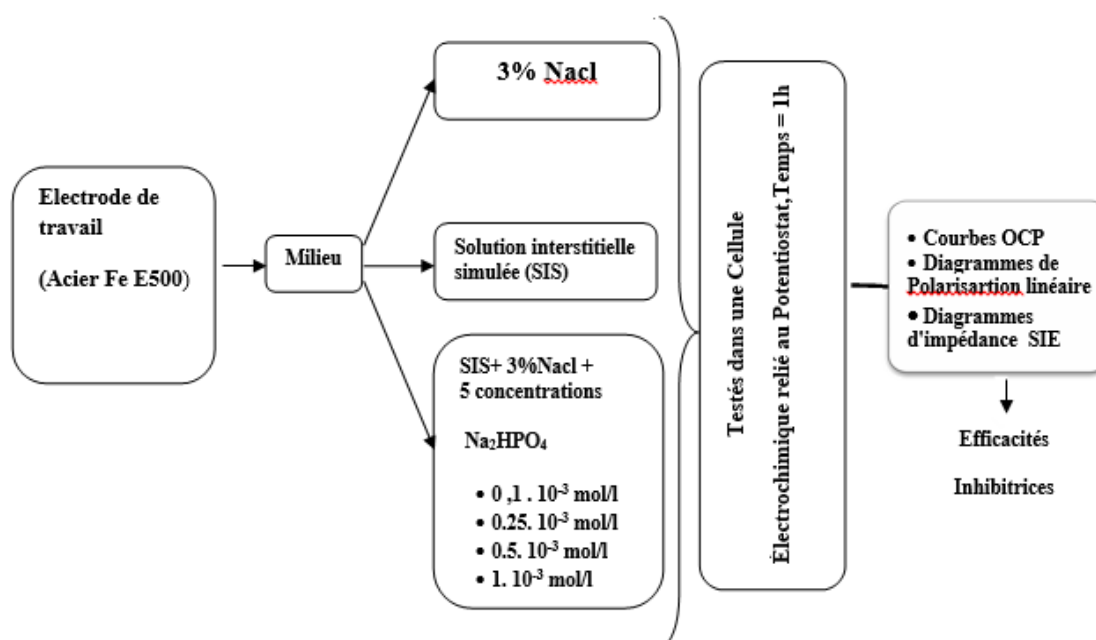 Electrode de
travail
(Acier Fe E500)
Milieu
3% Nacl
Solution interstitielle
simulée (SIS)
SIS+ 3%Nacl +
5 concentrations
Na₂HPO₄
• 0 ,1 . 10⁻³ mol/l
• 0.25. 10⁻³ mol/l
• 0.5. 10⁻³ mol/l
• 1. 10⁻³ mol/l
Testés dans une Cellule
Électrochimique relié au Potentiostat,Temps = 1h
• Courbes OCP
• Diagrammes de
Polarisartion linéaire
• Diagrammes
d'impédance SIE
Efficacités
Inhibitrices